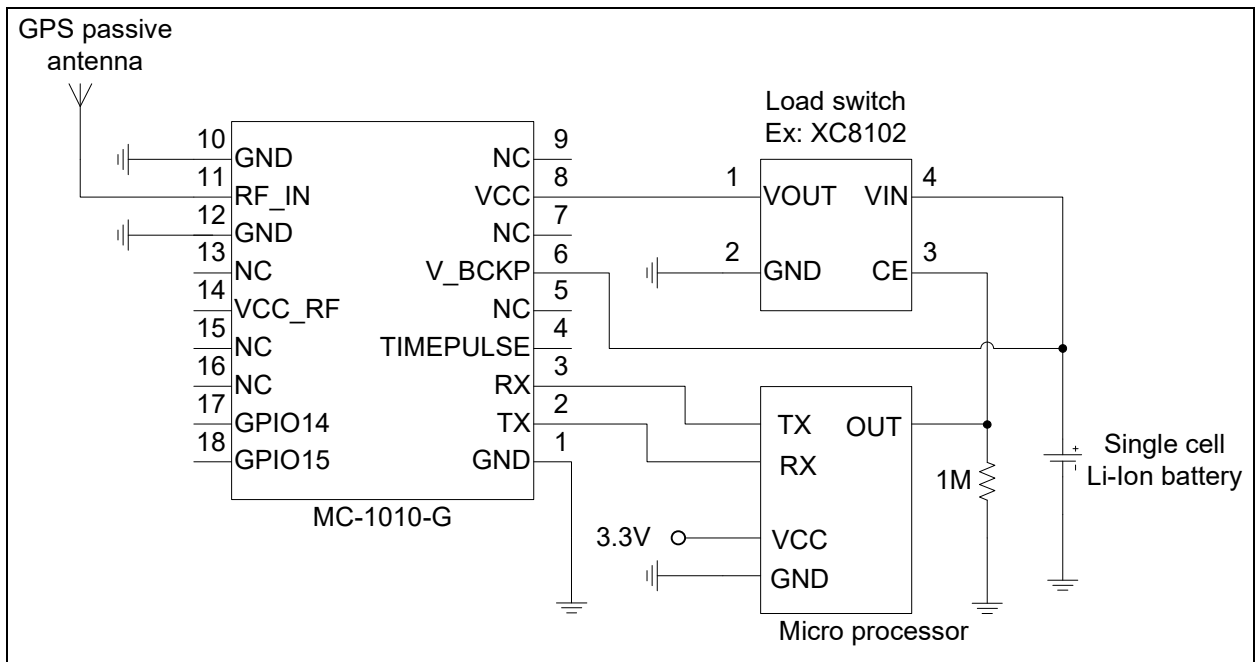 GPS passive
antenna
10
GND
11
RF_IN
12
GND
13
NC
14
VCC_RF
15
NC
16
NC
17
GPIO14
18
GPIO15
9
NC
8
VCC
7
NC
6
V_BCKP
5
NC
4
TIMEPULSE
3
RX
2
TX
1
GND
MC-1010-G
Load switch
Ex: XC8102
1
VOUT
VIN
4
2
GND
CE
3
TX
OUT
RX
3.3V
VCC
GND
Micro processor
1M
+
-
Single cell
Li-Ion battery